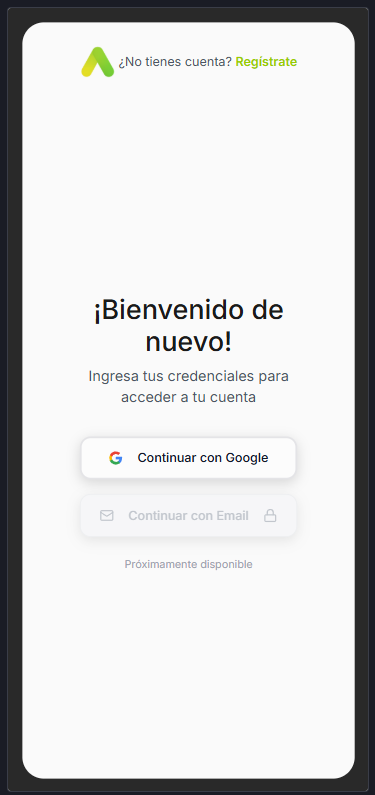 ¿No tienes cuenta? Regístrate
¡Bienvenido de
nuevo!
Ingresa tus credenciales para
acceder a tu cuenta
Continuar con Google
Continuar con Email
Próximamente disponible